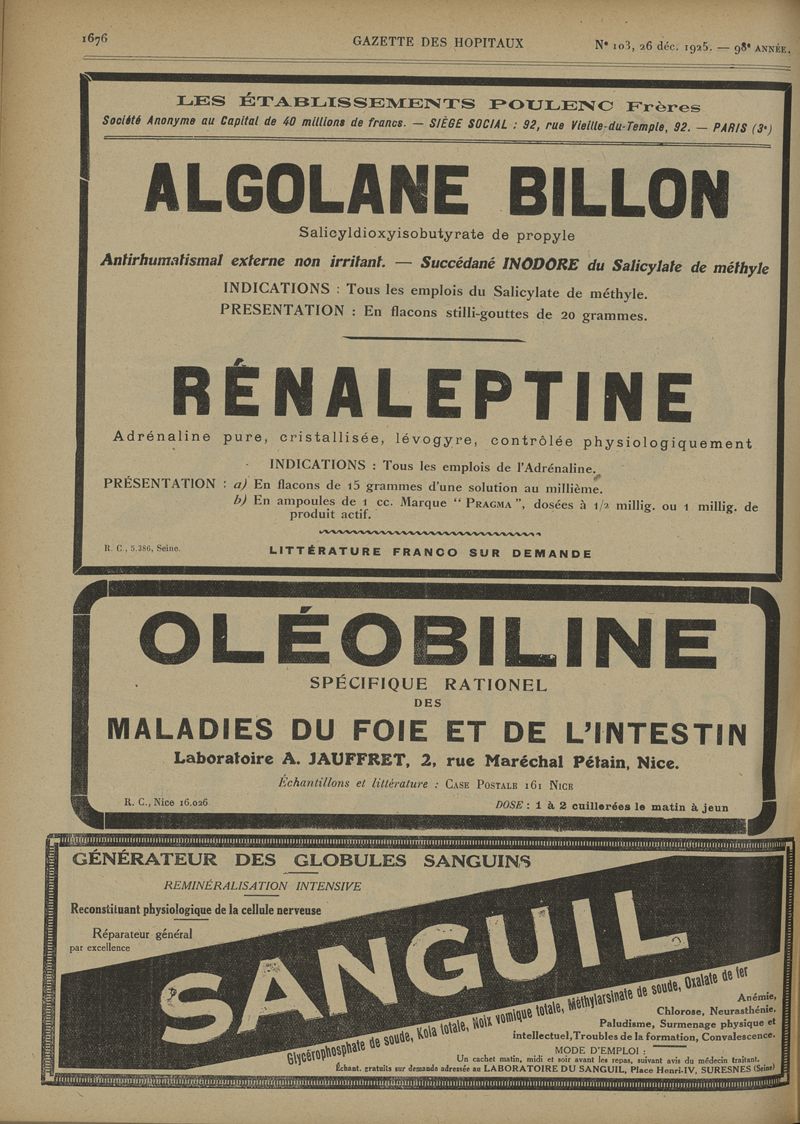 1676
GAZETTE DES HOPITAUX
N° 103, 26 déc. 1925. — 98e ANNÉE.
LES ÉTABLISSEMENTS POULENC Frères
Société Anonyme au Capital de 40 millions de francs. — SIÈGE SOCIAL : 92, rue Vieille-du-Temple, 92. — PARIS (3e)
ALGOLANE BILLON
Salicyldioxyisobutyrate de propyle
Antirhumatismal externe non irritant. — Succédané INODORE du Salicylate de méthyle
INDICATIONS : Tous les emplois du Salicylate de méthyle.
PRESENTATION : En flacons stilli-gouttes de 20 grammes.
RÉNALEPTINE
Adrénaline pure, cristallisée, lévogyre, contrôlée physiologiquement
INDICATIONS : Tous les emplois de l'Adrénaline.
PRÉSENTATION : a) En flacons de 15 grammes d'une solution au millième.
b) En ampoules de 1 cc. Marque " PRAGMA ", dosées à 1/2 millig. ou 1 millig. de
produit actif.
R. C., 5.386, Seine.
LITTÉRATURE FRANCO SUR DEMANDE
OLÉOBILINE
SPÉCIFIQUE RATIONEL
DES
MALADIES DU FOIE ET DE L'INTESTIN
Laboratoire A. JAUFFRET, 2, rue Maréchal Pétain, Nice.
Échantillons et littérature : CASE POSTALE 161 NICE
R. C., Nice 16.026
DOSE : 1 à 2 cuillerées le matin à jeun
GÉNÉRATEUR DES GLOBULES SANGUINS
REMINÉRALISATION INTENSIVE
Reconstituant physiologique de la cellule nerveuse
Réparateur général
par excellence
SANGUIL
Glycérophosphate de soude, Kola totale, Noix vomique totale, Méthylarsinate de soude, Oxalate de fer
Anémie,
Chlorose, Neurasthénie,
Paludisme, Surmenage physique et
intellectuel, Troubles de la formation, Convalescence.
MODE D'EMPLOI :
Un cachet matin, midi et soir avant les repas, suivant avis du médecin traitant.
Échant. gratuits sur demande adressée au LABORATOIRE DU SANGUIL, Place Henri-IV, SURESNES (Seine)